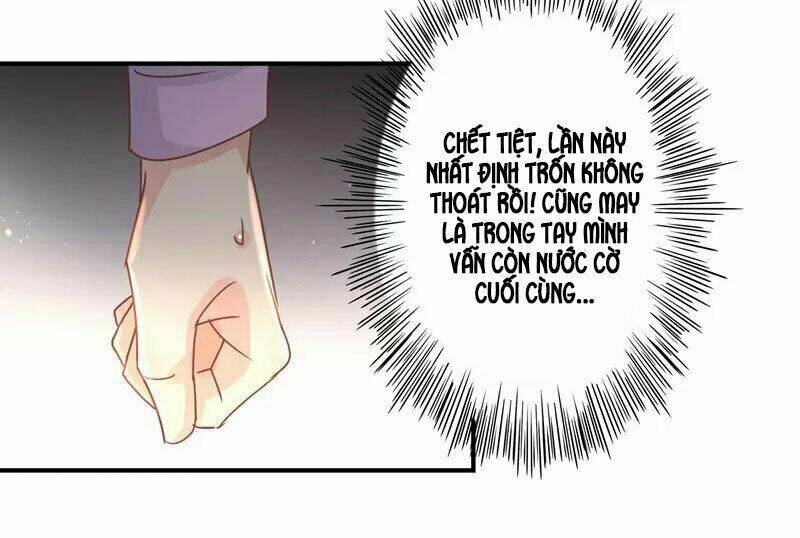 CHẾT TIỆT, LẦN NÀY
NHẤT ĐỊNH TRỐN KHÔNG
THOÁT RỒI! CŨNG MAY
LÀ TRONG TAY MÌNH
VẪN CÒN NƯỚC CỜ
CUỐI CÙNG...